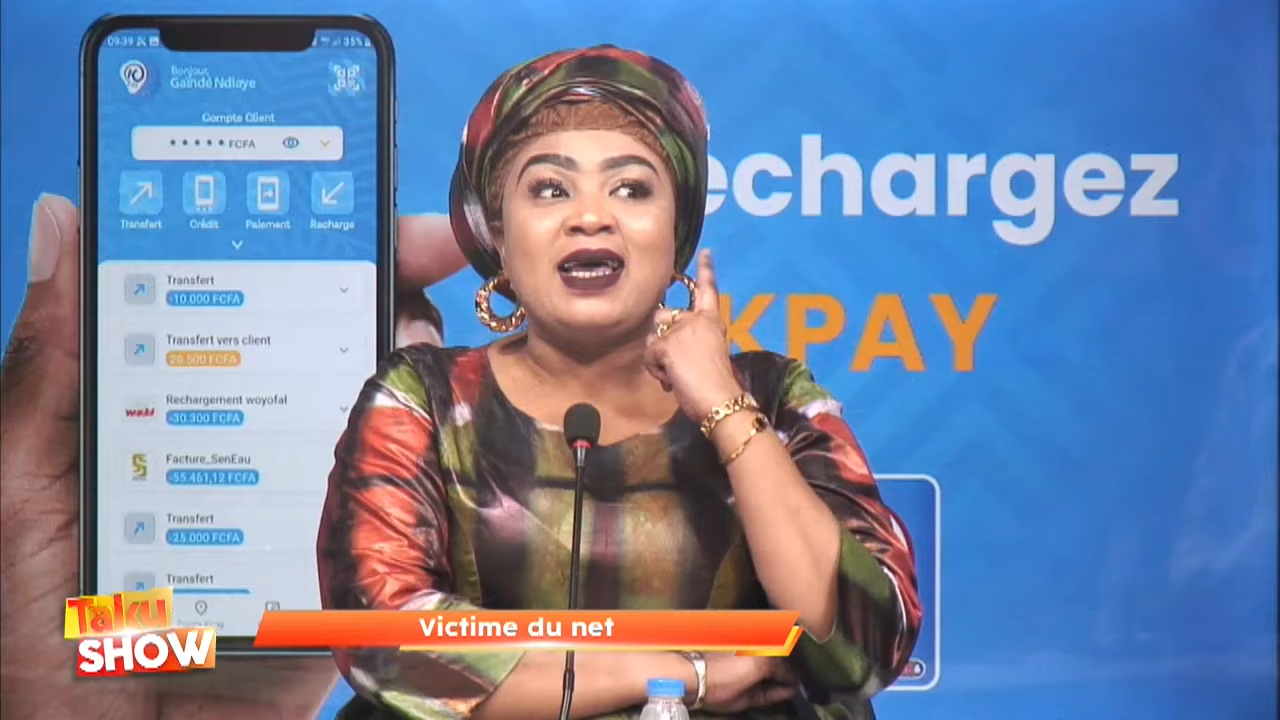 09:39
35%
Bonjour,
Gaïndé Ndiaye
Compte Client
***** FCFA
Transfert
Crédit
Paiement
Recharge
Transfert
-10.000 FCFA
Transfert vers client
26.500 FCFA
Rechargement woyofal
-30.300 FCFA
Facture_SenEau
-55.461,12 FCFA
Transfert
-25.000 FCFA
Transfert
echargez
KPAY
Taku
SHOW
Victime du net